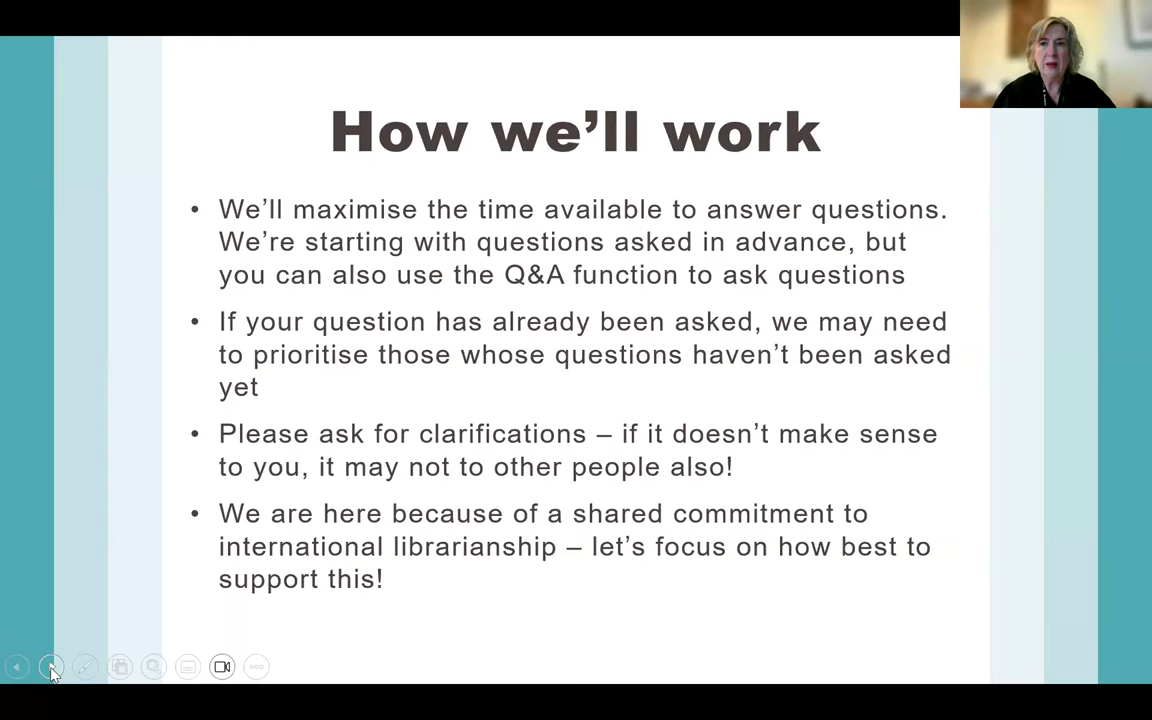 How we’ll work
• We’ll maximise the time available to answer questions.
We’re starting with questions asked in advance, but
you can also use the Q&A function to ask questions
• If your question has already been asked, we may need
to prioritise those whose questions haven’t been asked
yet
• Please ask for clarifications – if it doesn’t make sense
to you, it may not to other people also!
• We are here because of a shared commitment to
international librarianship – let’s focus on how best to
support this!